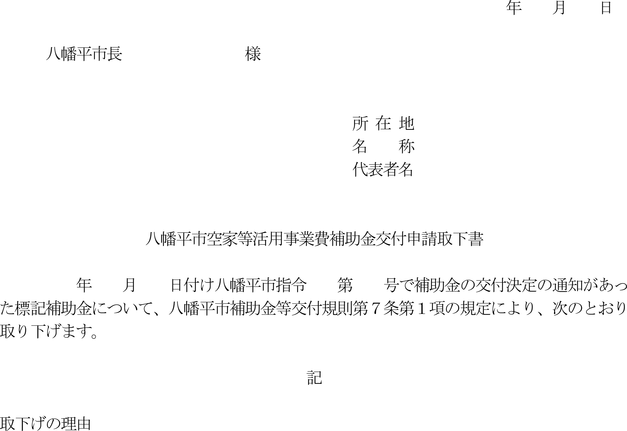 年　　月　　日
八幡平市長　　　　　　　　様
所 在 地
名　　称
代表者名
八幡平市空家等活用事業費補助金交付申請取下書
年　　月　　日付け八幡平市指令　　第　　号で補助金の交付決定の通知があっ
た標記補助金について、八幡平市補助金等交付規則第７条第１項の規定により、次のとおり
取り下げます。
記
取下げの理由